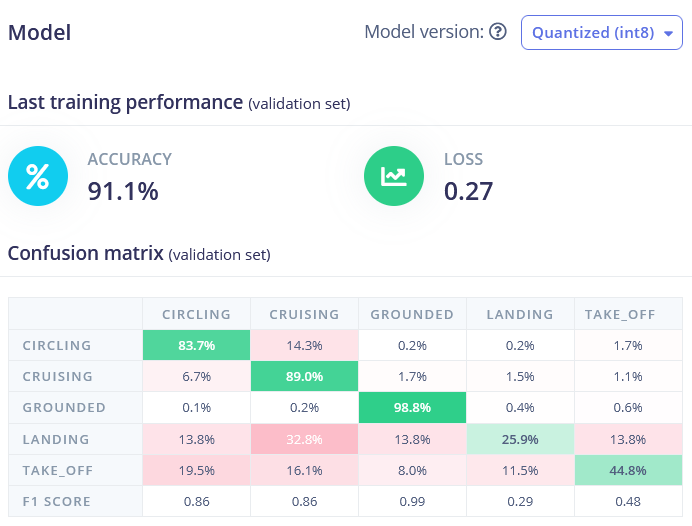 Model
Model version: Quantized (int8)
Last training performance (validation set)
% ACCURACY 91.1%
LOSS 0.27
Confusion matrix (validation set)
CIRCLING CRUISING GROUNDED LANDING TAKE_OFF
CIRCLING 83.7% 14.3% 0.2% 0.2% 1.7%
CRUISING 6.7% 89.0% 1.7% 1.5% 1.1%
GROUNDED 0.1% 0.2% 98.8% 0.4% 0.6%
LANDING 13.8% 32.8% 13.8% 25.9% 13.8%
TAKE_OFF 19.5% 16.1% 8.0% 11.5% 44.8%
F1 SCORE 0.86 0.86 0.99 0.29 0.48